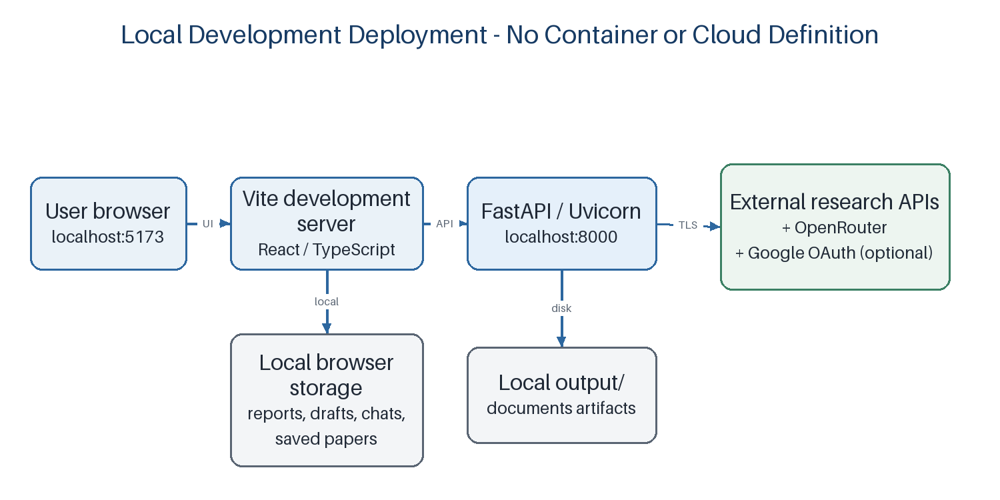 Local Development Deployment - No Container or Cloud Definition
User browser
localhost:5173
UI
Vite development
server
React / TypeScript
API
FastAPI / Uvicorn
localhost:8000
TLS
External research APIs
+ OpenRouter
+ Google OAuth (optional)
local
disk
Local browser
storage
reports, drafts, chats,
saved papers
Local output/
documents artifacts